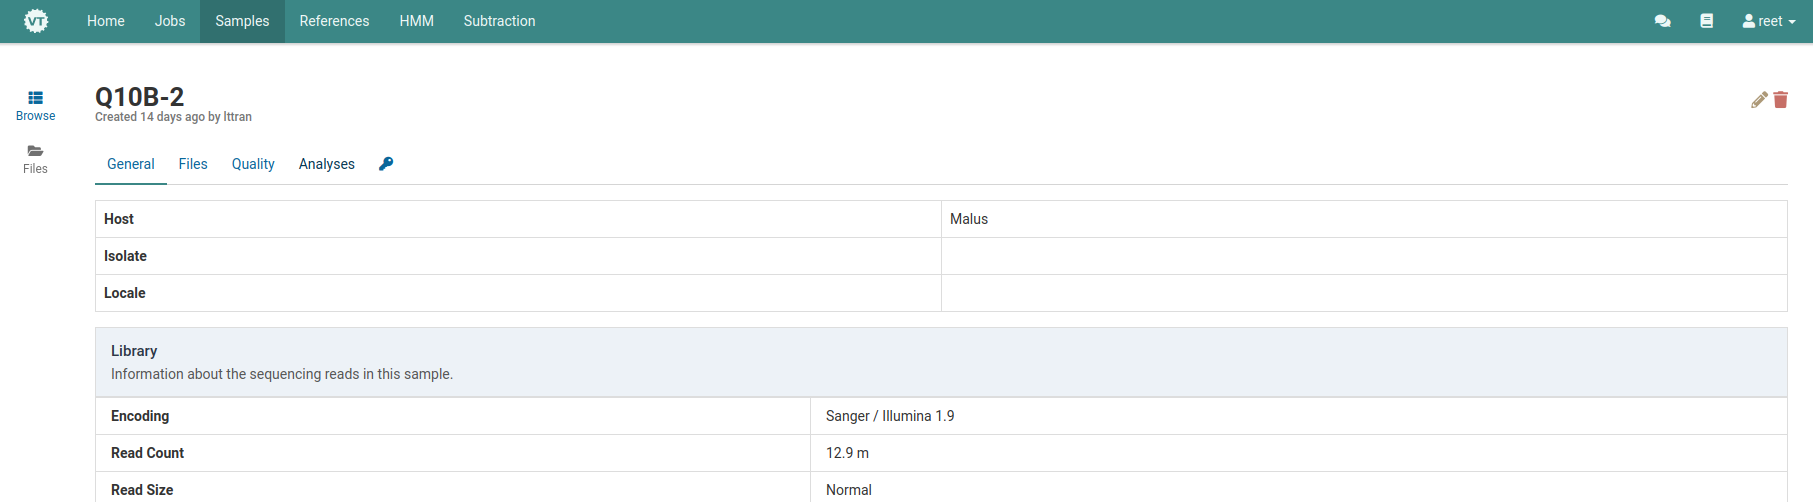 VT Home Jobs Samples References HMM Subtraction reet
Browse
Files
Q10B-2
Created 14 days ago by lttran
General Files Quality Analyses
Host Malus
Isolate
Locale
Library
Information about the sequencing reads in this sample.
Encoding Sanger / Illumina 1.9
Read Count 12.9 m
Read Size Normal